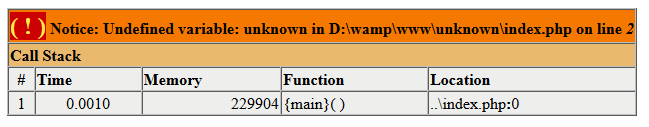 ( ! ) Notice: Undefined variable: unknown in D:\wamp\www\unknown\index.php on line 2
Call Stack
# Time Memory Function Location
1 0.0010 229904 {main}( ) ..\index.php:0